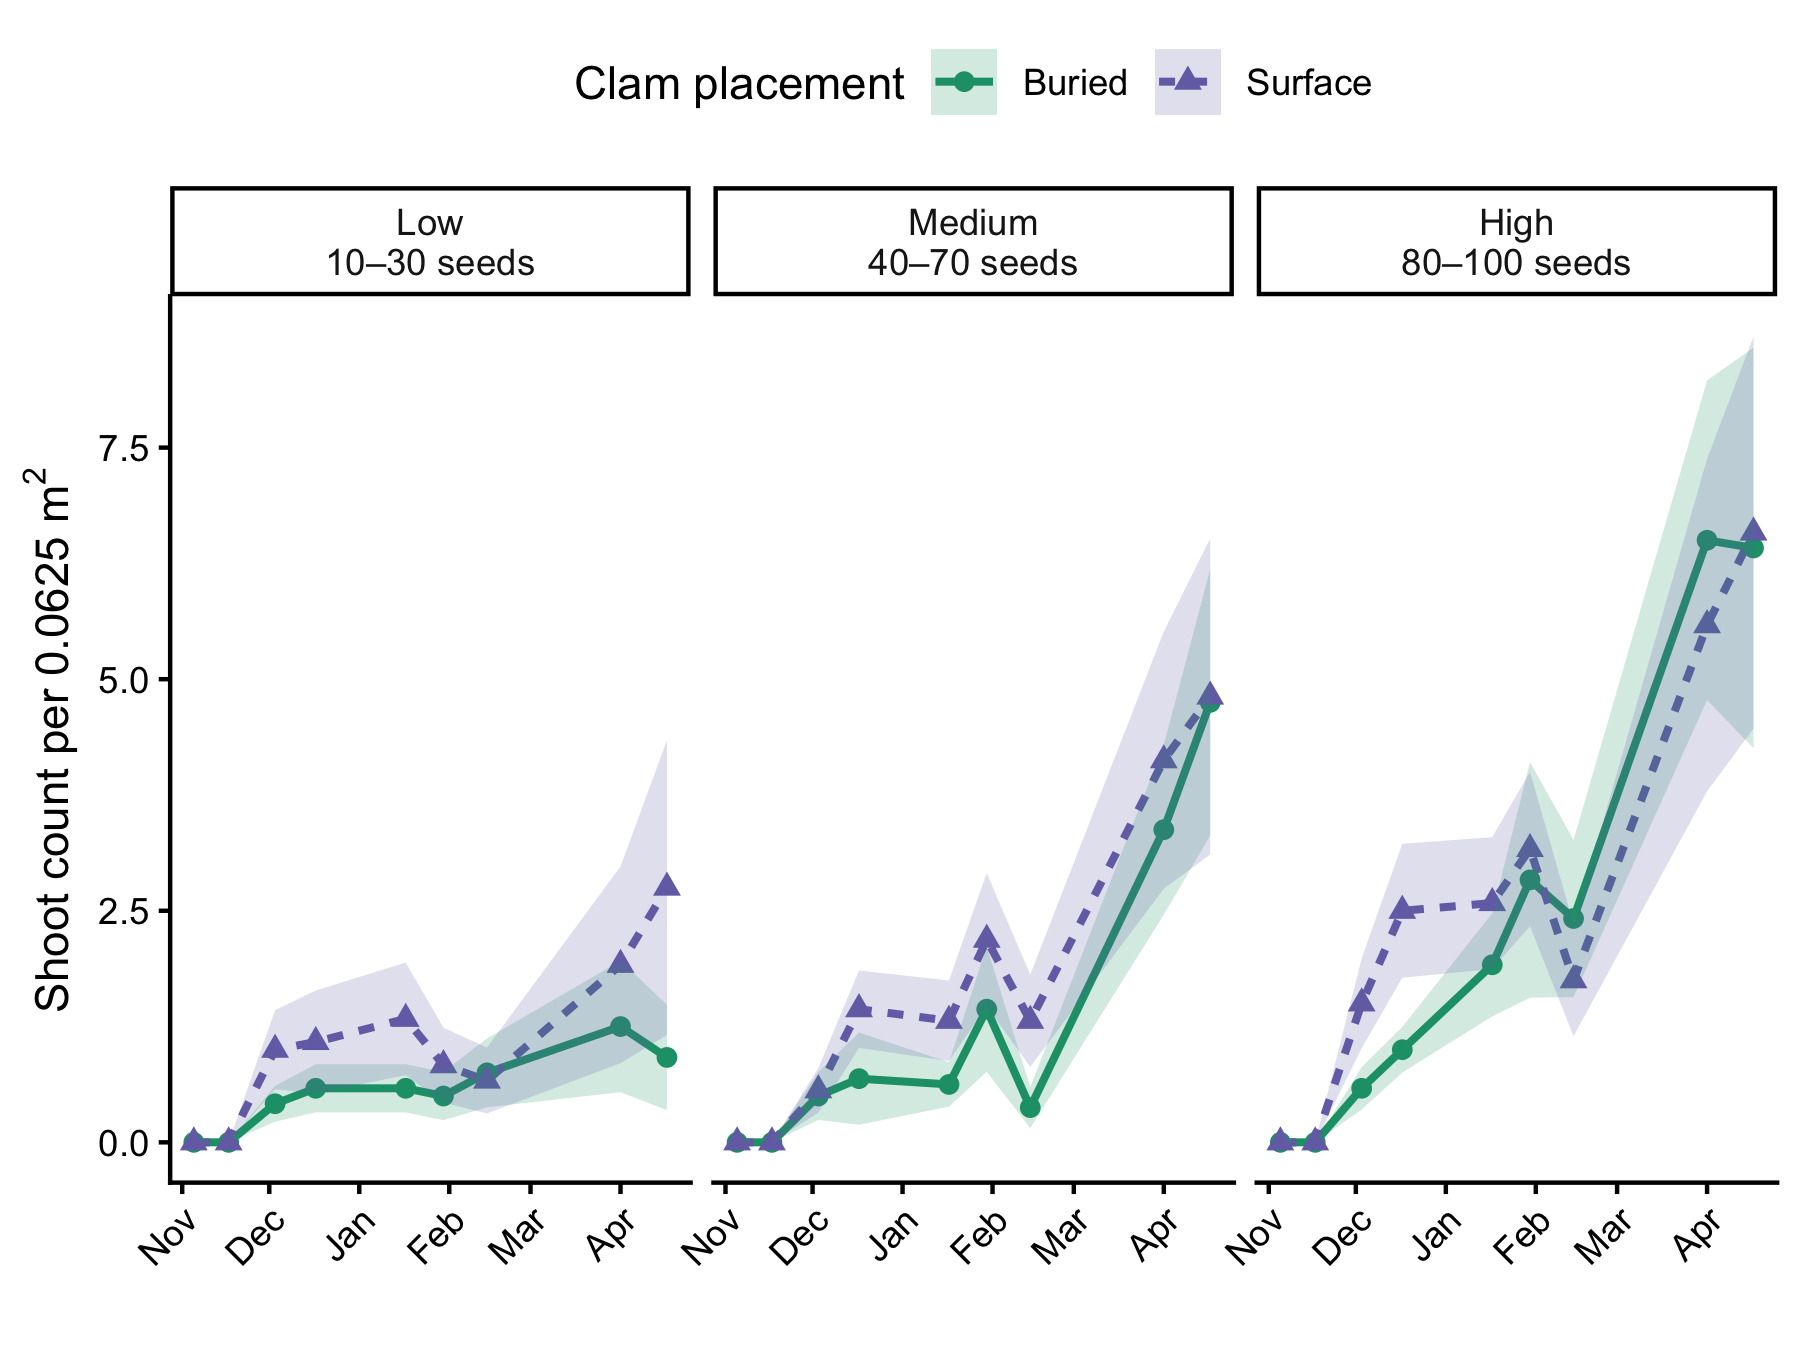 Clam placement Buried Surface
Low
10–30 seeds
Medium
40–70 seeds
High
80–100 seeds
Shoot count per 0.0625 m²
7.5
5.0
2.5
0.0
Nov Dec Jan Feb Mar Apr
Nov Dec Jan Feb Mar Apr
Nov Dec Jan Feb Mar Apr